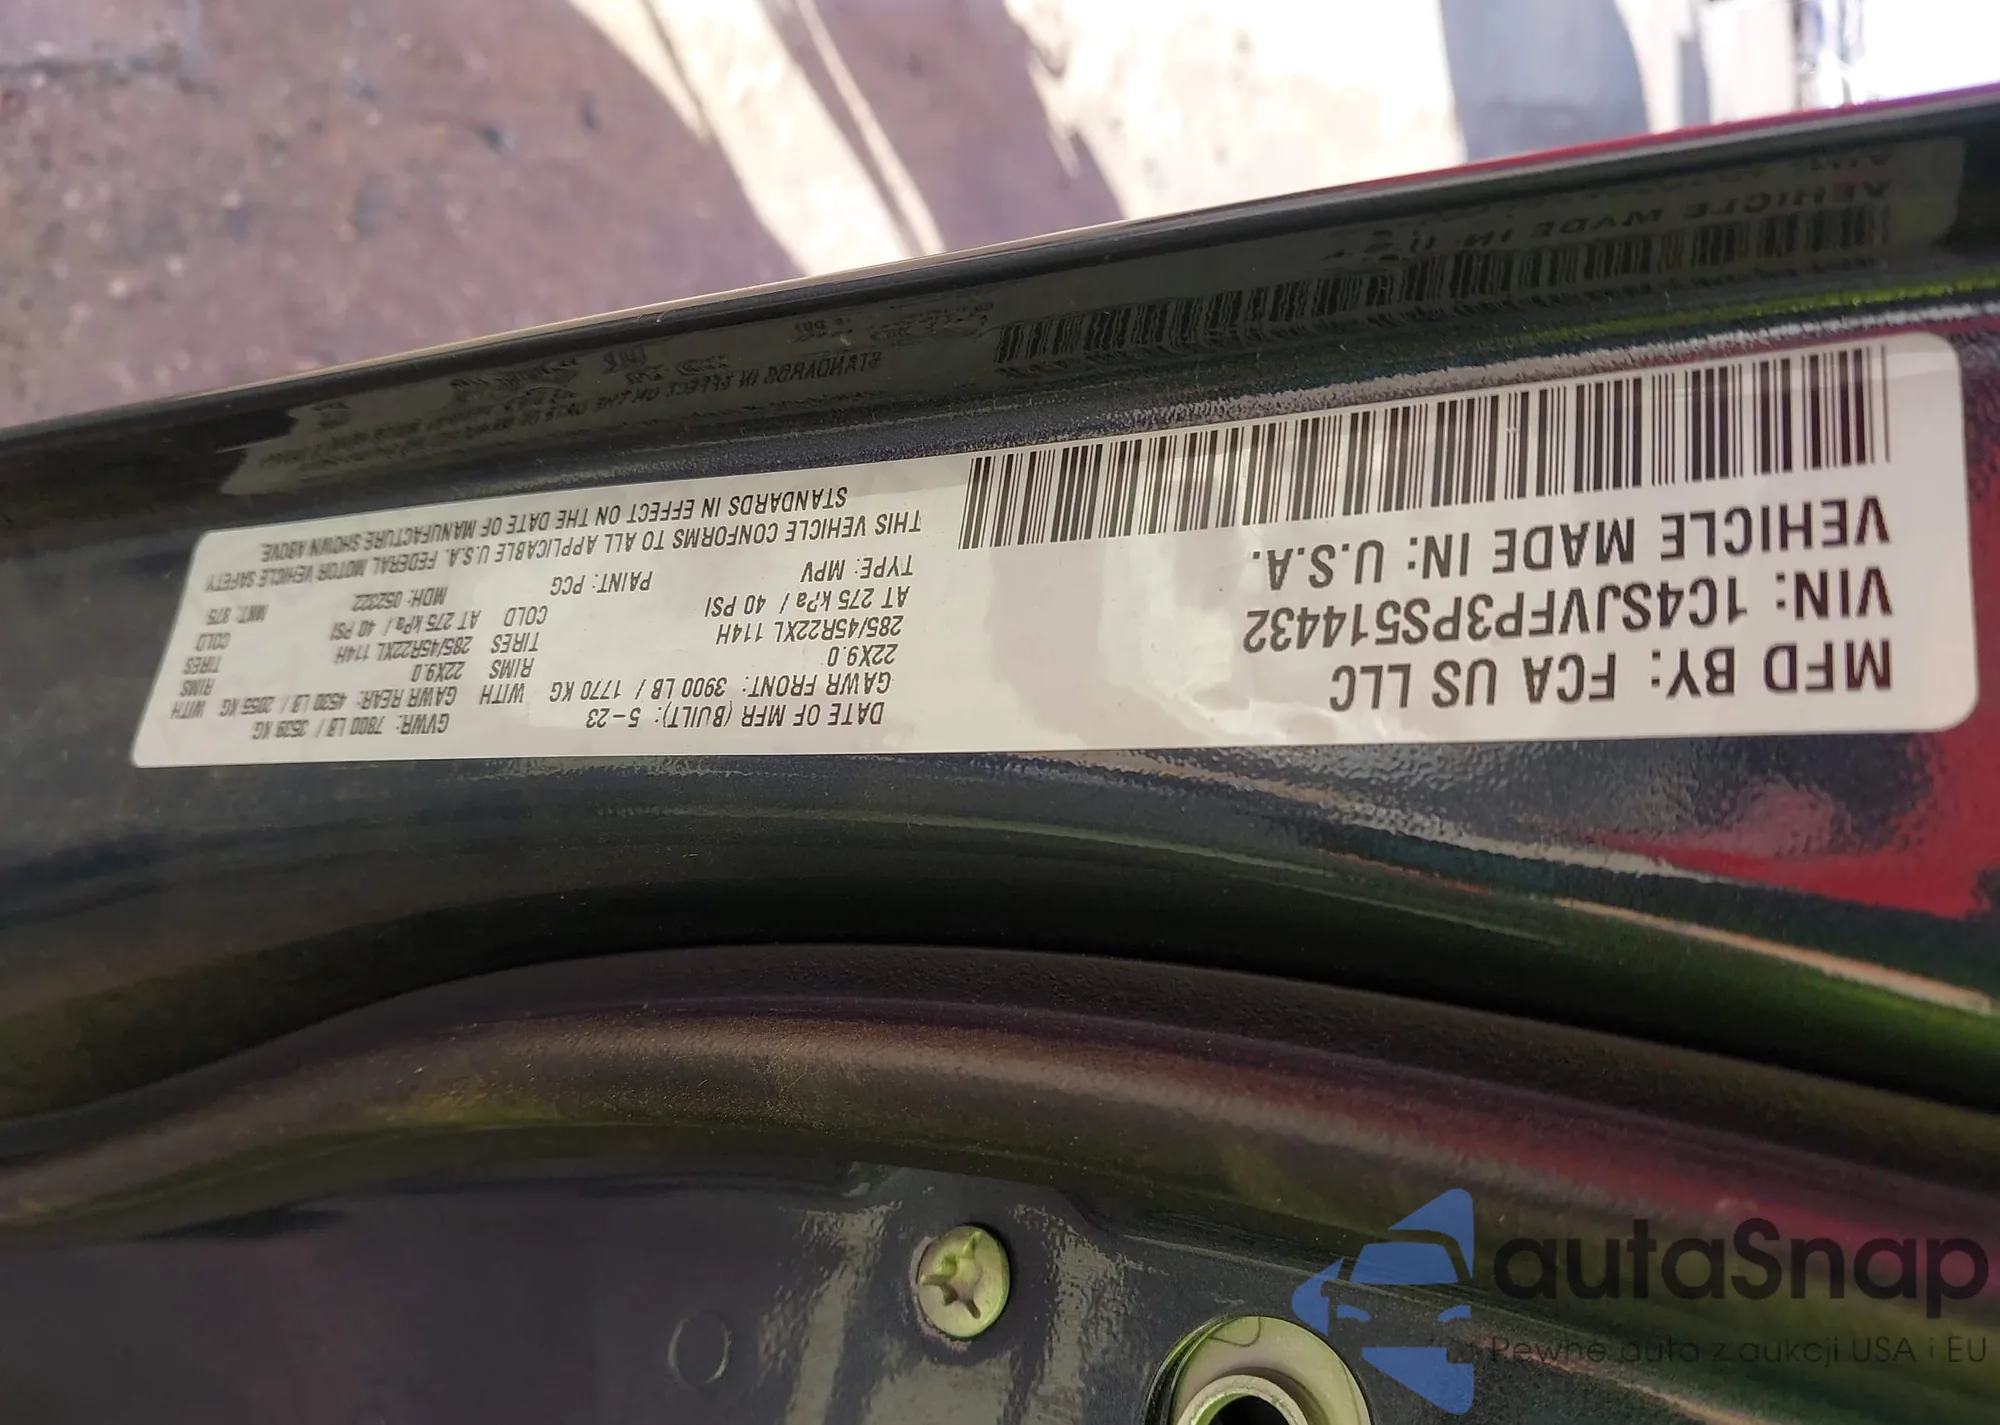 MFD BY: FCA US LLC
VIN: 1C4SJVFP3PS514432
VEHICLE MADE IN: U.S.A.
DATE OF MFR (BUILT): 5-23
GVWR: 7800 LB / 3539 KG
GAWR FRONT: 3900 LB / 1770 KG WITH
GAWR REAR: 4530 LB / 2055 KG WITH
22X9.0 RIMS
22X9.0 RIMS
285/45R22XL 114H TIRES
285/45R22XL 114H TIRES
AT 275 kPa / 40 PSI COLD
AT 275 kPa / 40 PSI COLD
TYPE: MPV PAINT: PCG MDH: 052322 MKT: 975
THIS VEHICLE CONFORMS TO ALL APPLICABLE U.S.A. FEDERAL MOTOR VEHICLE SAFETY
STANDARDS IN EFFECT ON THE DATE OF MANUFACTURE SHOWN ABOVE.
autaSnap
Pewne auta z aukcji USA i EU